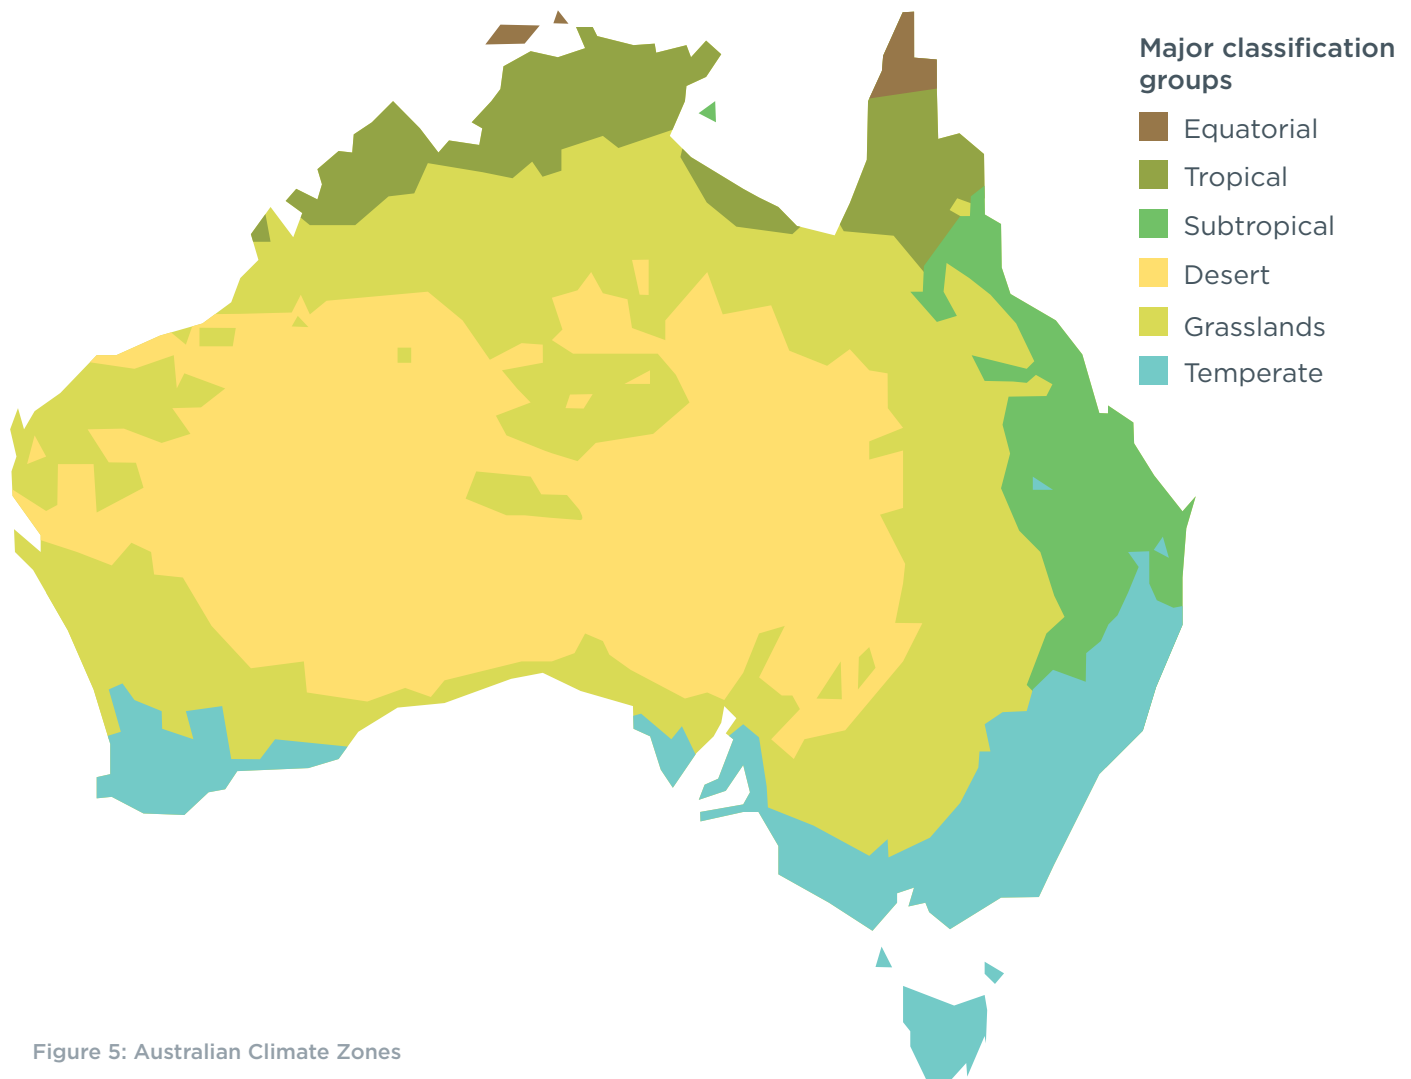 Major classification
groups
Equatorial
Tropical
Subtropical
Desert
Grasslands
Temperate
Figure 5: Australian Climate Zones